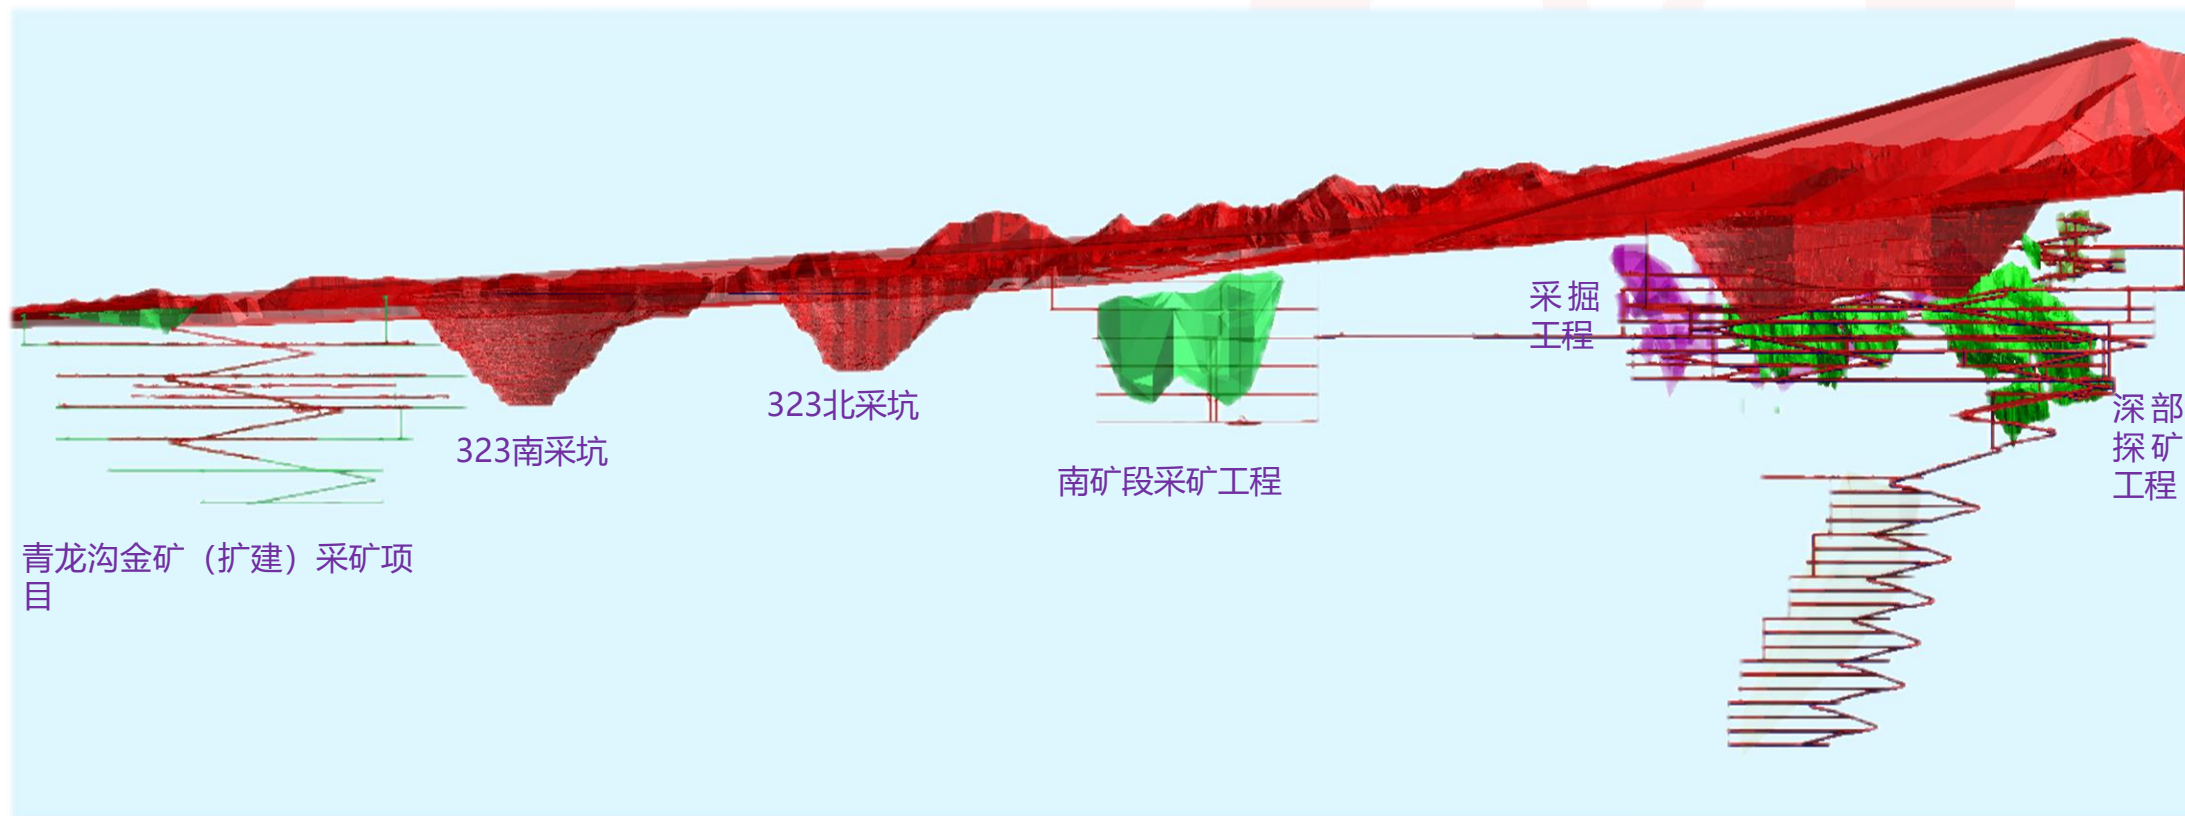 采掘
工程
323北采坑
深部
探矿
工程
323南采坑
南矿段采矿工程
青龙沟金矿（扩建）采矿项
目